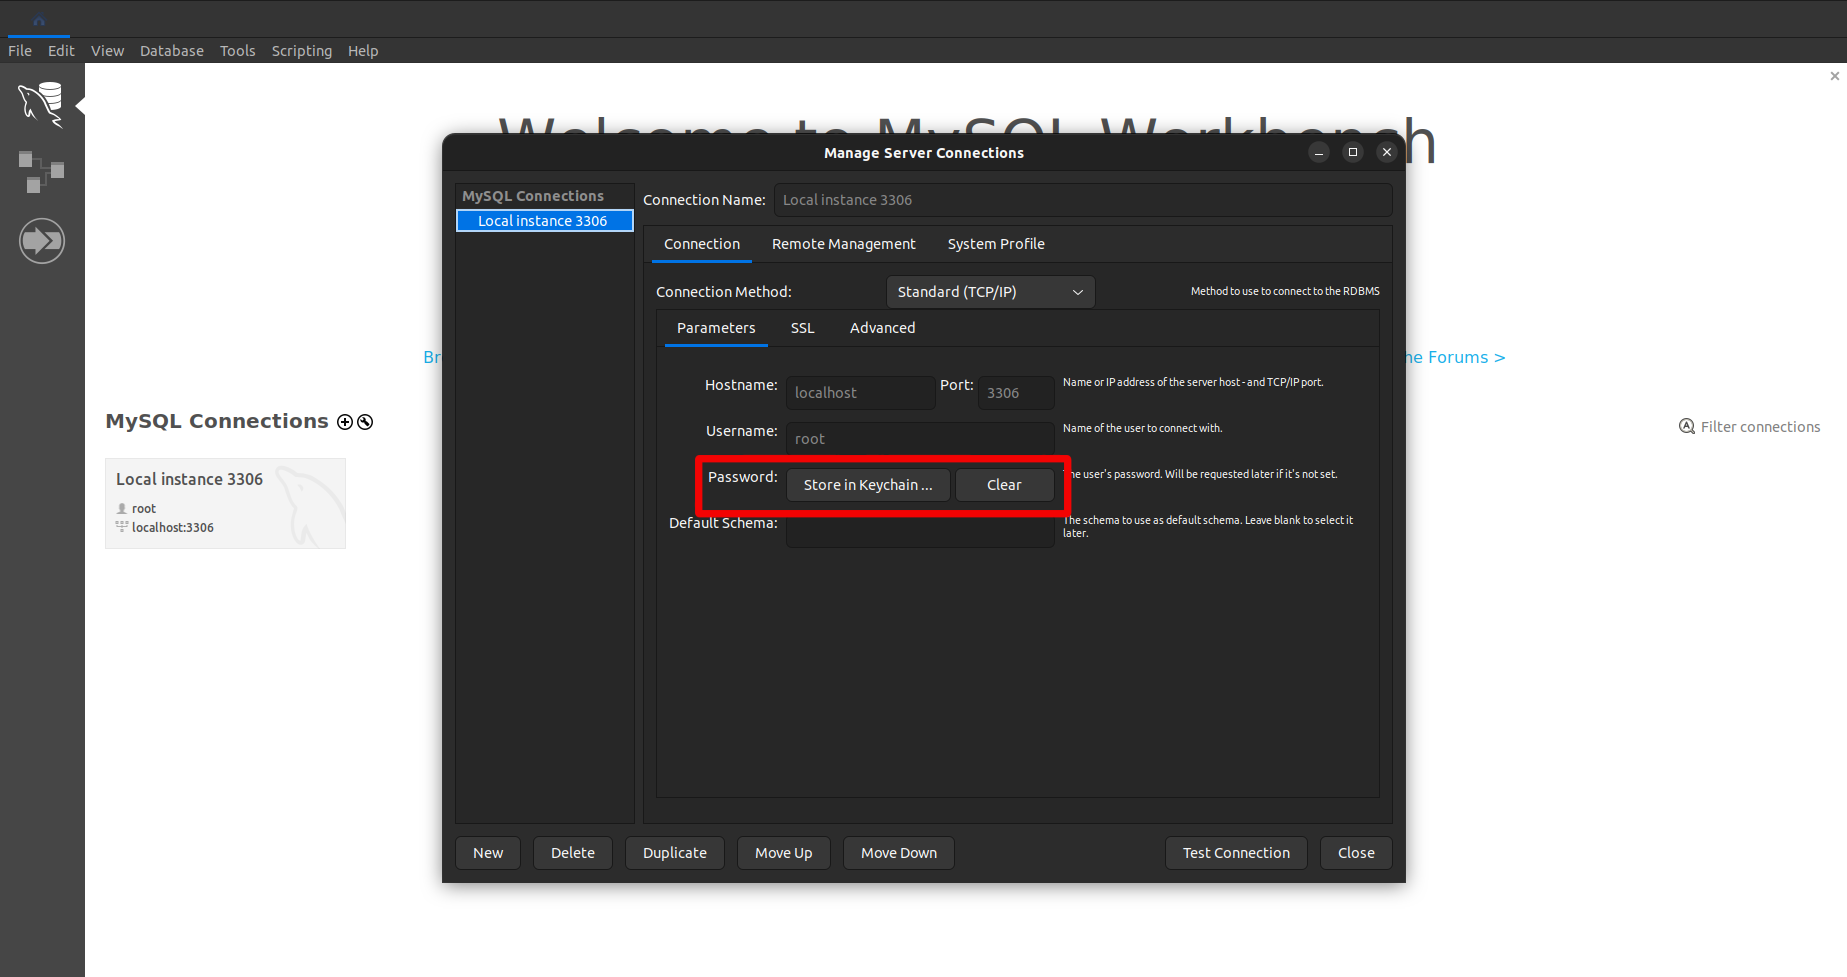 File Edit View Database Tools Scripting Help
Welcome to MySQL Workbench
Manage Server Connections
MySQL Connections
Local instance 3306
Connection Name: Local instance 3306
Connection Remote Management System Profile
Connection Method: Standard (TCP/IP) Method to use to connect to the RDBMS
Parameters SSL Advanced
Hostname: localhost Port: 3306 Name or IP address of the server host - and TCP/IP port.
Username: root Name of the user to connect with.
Password: Store in Keychain ... Clear The user's password. Will be requested later if it's not set.
Default Schema: The schema to use as default schema. Leave blank to select it
later.
New Delete Duplicate Move Up Move Down Test Connection Close
Forums >
MySQL Connections
Filter connections
Local instance 3306
root
localhost:3306